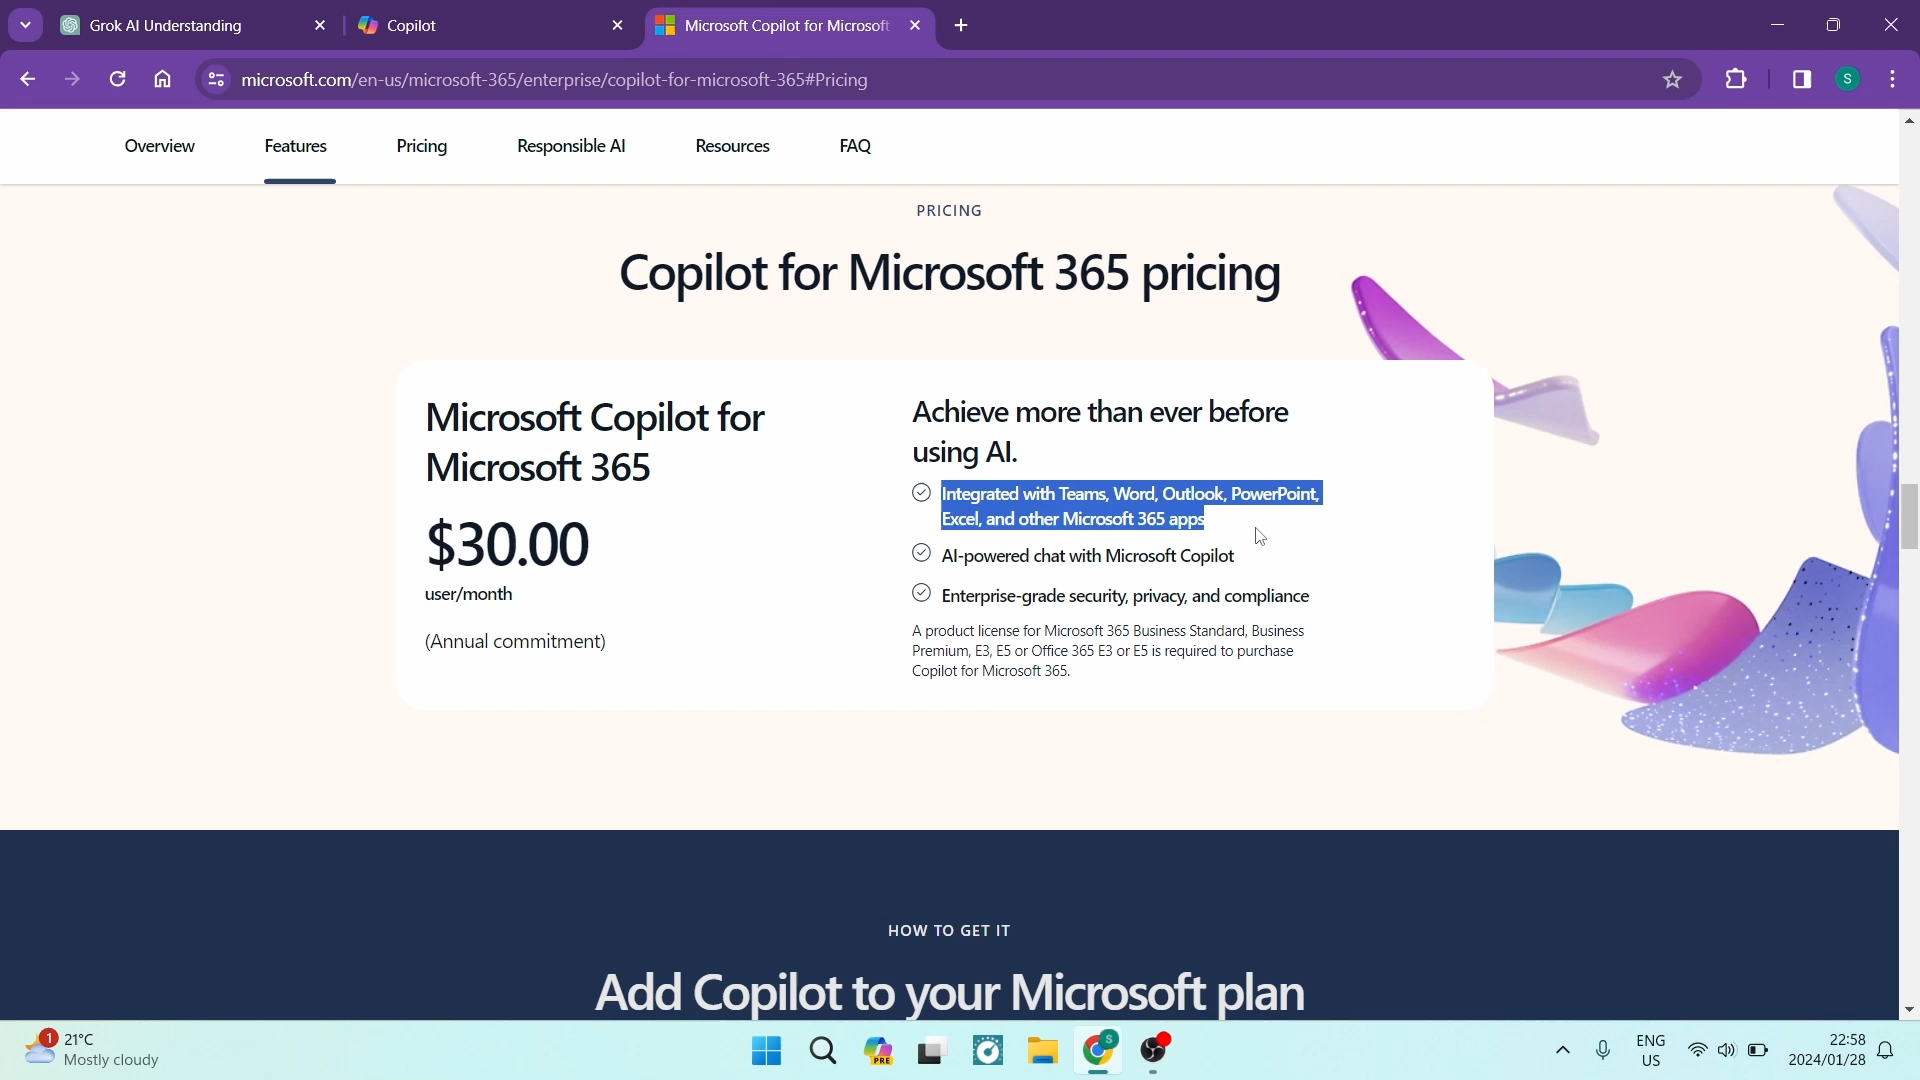 Grok AI Understanding
Copilot
Microsoft Copilot for Microsoft
microsoft.com/en-us/microsoft-365/enterprise/copilot-for-microsoft-365#Pricing
S
Overview
Features
Pricing
Responsible AI
Resources
FAQ
PRICING
Copilot for Microsoft 365 pricing
Microsoft Copilot for
Microsoft 365
$30.00
user/month
(Annual commitment)
Achieve more than ever before
using AI.
Integrated with Teams, Word, Outlook, PowerPoint,
Excel, and other Microsoft 365 apps
AI-powered chat with Microsoft Copilot
Enterprise-grade security, privacy, and compliance
A product license for Microsoft 365 Business Standard, Business
Premium, E3, E5 or Office 365 E3 or E5 is required to purchase
Copilot for Microsoft 365.
HOW TO GET IT
Add Copilot to your Microsoft plan
1
21°C
Mostly cloudy
PRE
S
ENG
US
22:58
2024/01/28